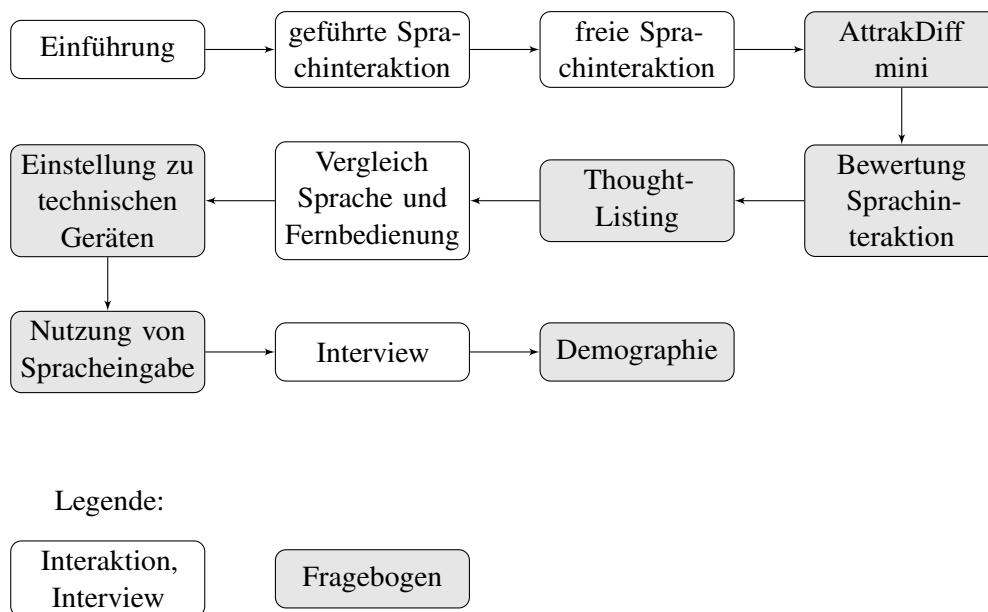 Einführung
geführte Spra-
chinteraktion
freie Spra-
chinteraktion
AttrakDiff
mini
Einstellung zu
technischen
Geräten
Vergleich
Sprache und
Fernbedienung
Thought-
Listing
Bewertung
Sprachin-
teraktion
Nutzung von
Spracheingabe
Interview
Demographie
Legende:
Interaktion,
Interview
Fragebogen